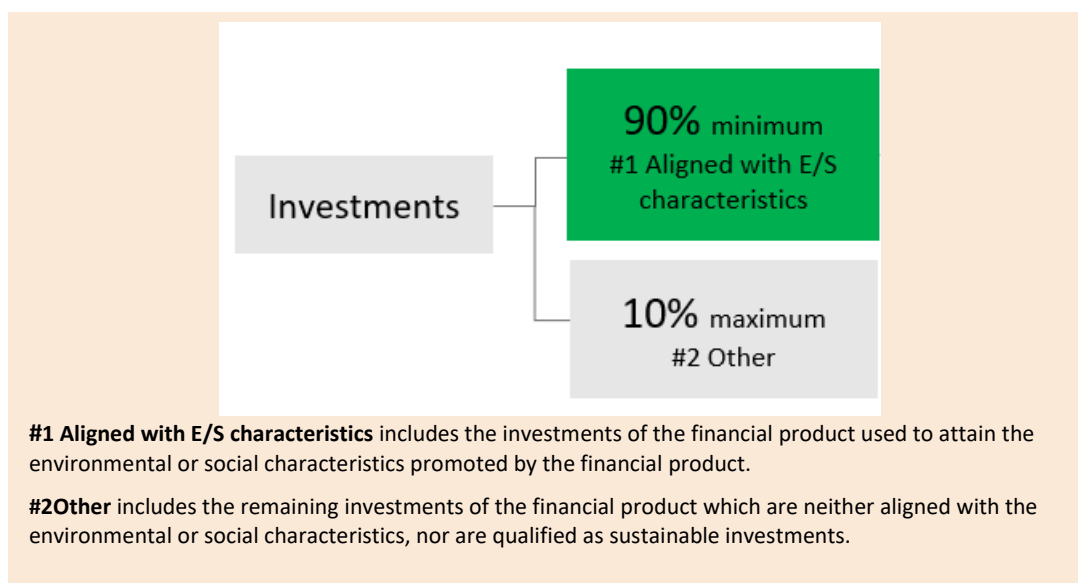 90% minimum
#1 Aligned with E/S
characteristics
Investments
10% maximum
#2 Other
#1 Aligned with E/S characteristics includes the investments of the financial product used to attain the
environmental or social characteristics promoted by the financial product.
#2Other includes the remaining investments of the financial product which are neither aligned with the
environmental or social characteristics, nor are qualified as sustainable investments.